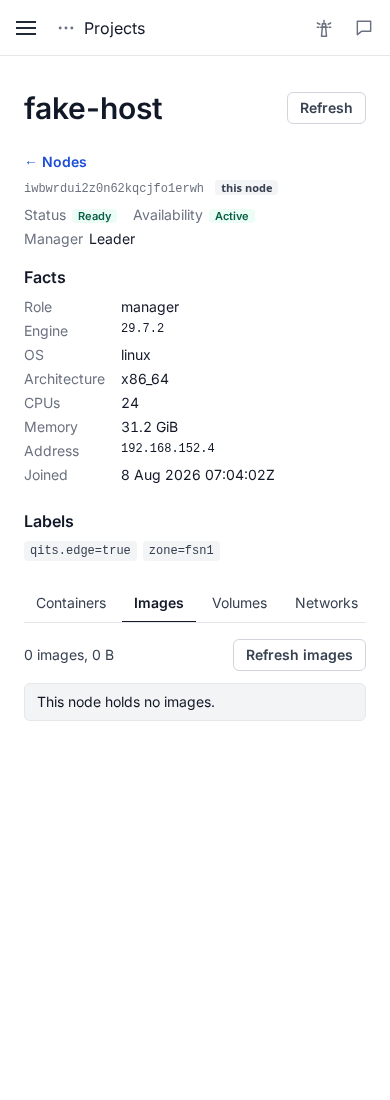 Projects
fake-host
Refresh
← Nodes
iwbwrdui2z0n62kqcjfo1erwh this node
Status Ready Availability Active
Manager Leader
Facts
Role manager
Engine 29.7.2
OS linux
Architecture x86_64
CPUs 24
Memory 31.2 GiB
Address 192.168.152.4
Joined 8 Aug 2026 07:04:02Z
Labels
qits.edge=true zone=fsn1
Containers Images Volumes Networks
0 images, 0 B Refresh images
This node holds no images.